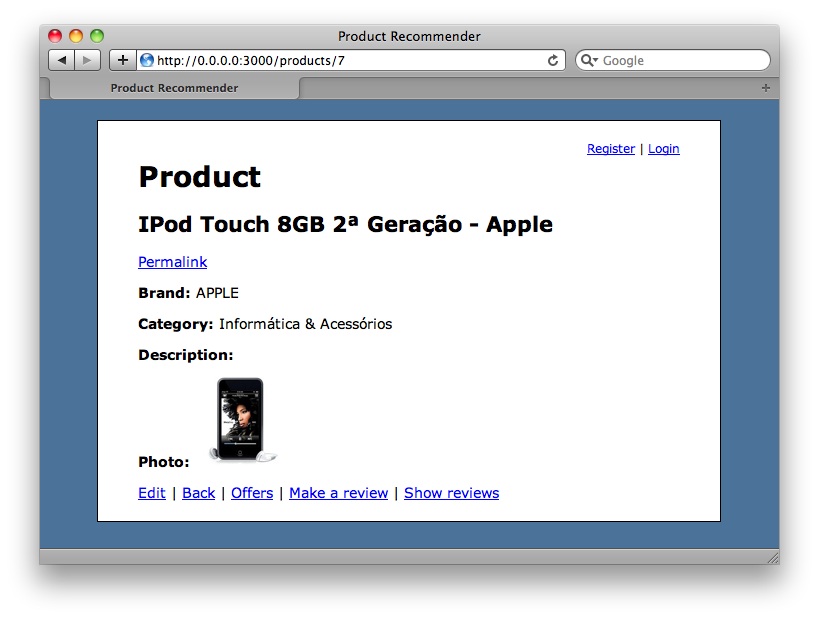 Product Recommender
http://0.0.0.0:3000/products/7
Google
Product Recommender
Register | Login
Product
IPod Touch 8GB 2ª Geração - Apple
Permalink
Brand: APPLE
Category: Informática & Acessórios
Description:
Photo:
Edit | Back | Offers | Make a review | Show reviews